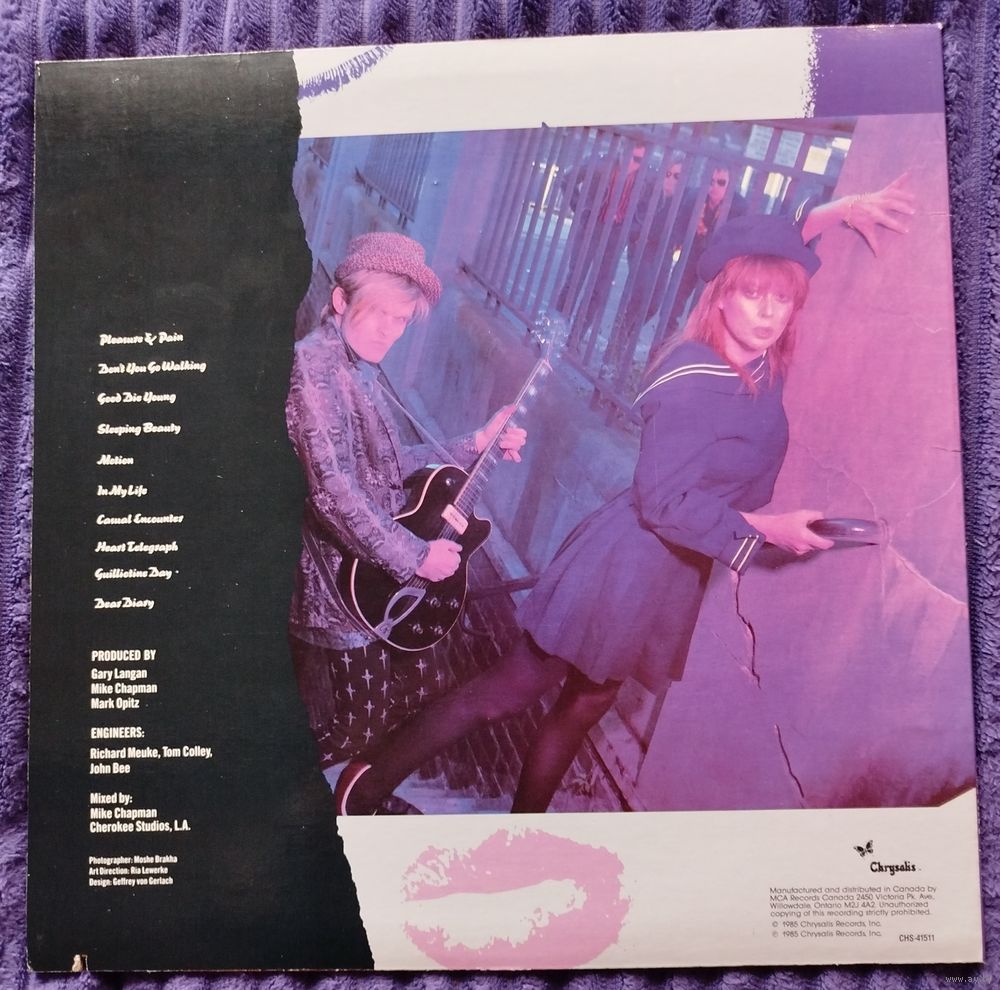 Pleasure & Pain
Don't You Go Walking
Good Die Young
Sleeping Beauty
Motion
In My Life
Casual Encounter
Heart Telegraph
Guillietine Day
Dear Diary
PRODUCED BY
Gary Langan
Mike Chapman
Mark Opitz
ENGINEERS:
Richard Meuke, Tom Colley,
John Bee
Mixed by:
Mike Chapman
Cherokee Studios, L.A.
Photographer: Moshe Brakha
Art Direction: Ria Lewerke
Design: Geffrey von Gerlach
Chrysalis
Manufactured and distributed in Canada by
MCA Records Canada 2450 Victoria Pk. Ave.,
Willowdale, Ontario M2J 4A2. Unauthorized
copying of this recording strictly prohibited.
© 1985 Chrysalis Records, Inc.
℗ 1985 Chrysalis Records, Inc.
CHS-41511